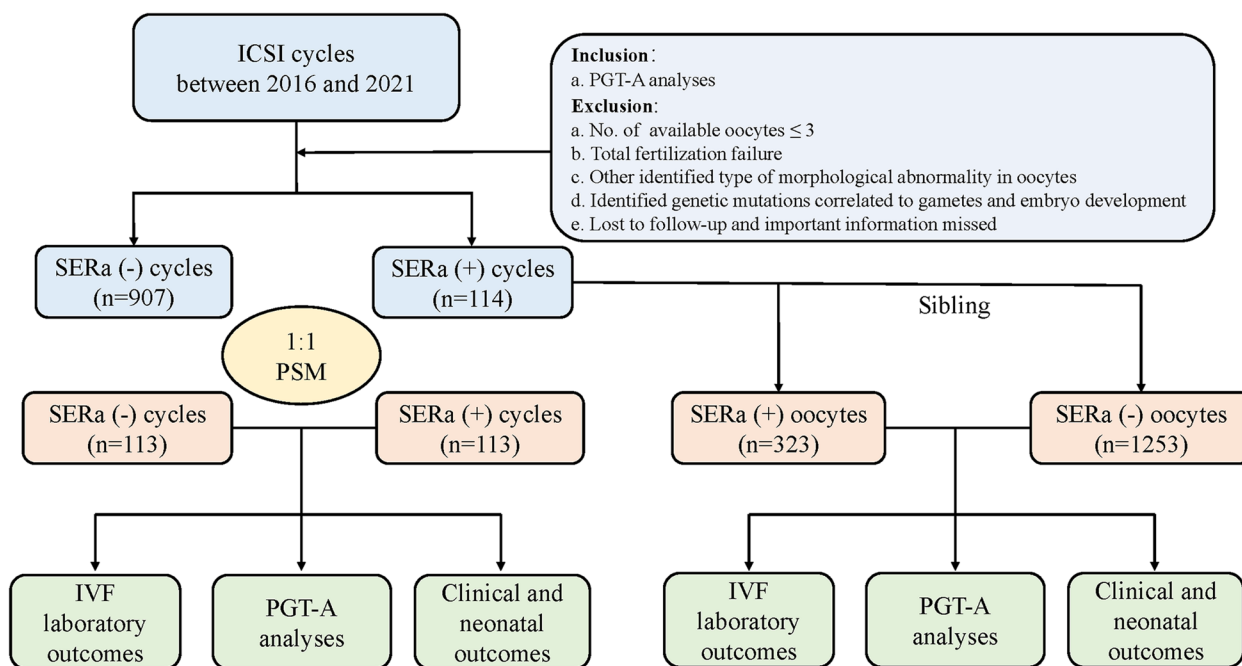 ICSI cycles
between 2016 and 2021
Inclusion:
a. PGT-A analyses
Exclusion:
a. No. of available oocytes ≤ 3
b. Total fertilization failure
c. Other identified type of morphological abnormality in oocytes
d. Identified genetic mutations correlated to gametes and embryo development
e. Lost to follow-up and important information missed
SERa (-) cycles
(n=907)
SERa (+) cycles
(n=114)
Sibling
1:1
PSM
SERa (-) cycles
(n=113)
SERa (+) cycles
(n=113)
SERa (+) oocytes
(n=323)
SERa (-) oocytes
(n=1253)
IVF
laboratory
outcomes
PGT-A
analyses
Clinical and
neonatal
outcomes
IVF
laboratory
outcomes
PGT-A
analyses
Clinical and
neonatal
outcomes